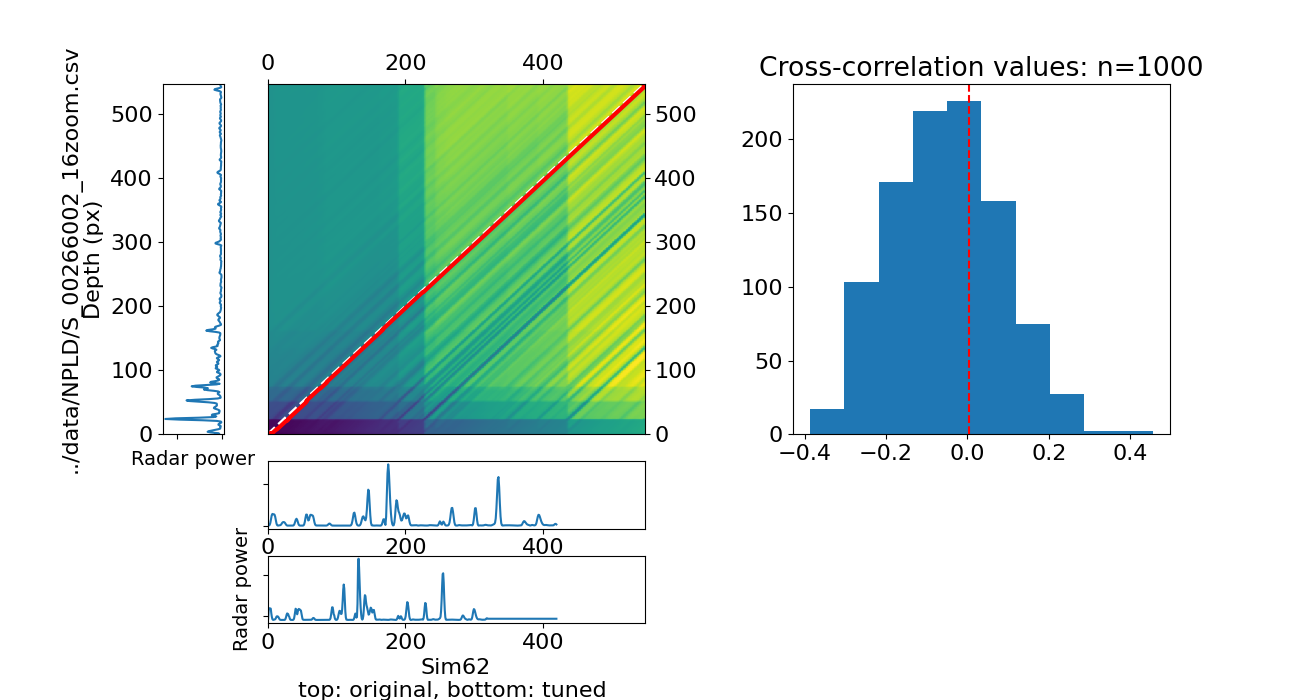 ../data/NPLD/S_00266002_16zoom.csv
Depth (px)
0
100
200
300
400
500
Radar power
0 200 400
0
100
200
300
400
500
0 200 400
Radar power
0 200 400
Sim62
top: original, bottom: tuned
Cross-correlation values: n=1000
0
50
100
150
200
−0.4 −0.2 0.0 0.2 0.4